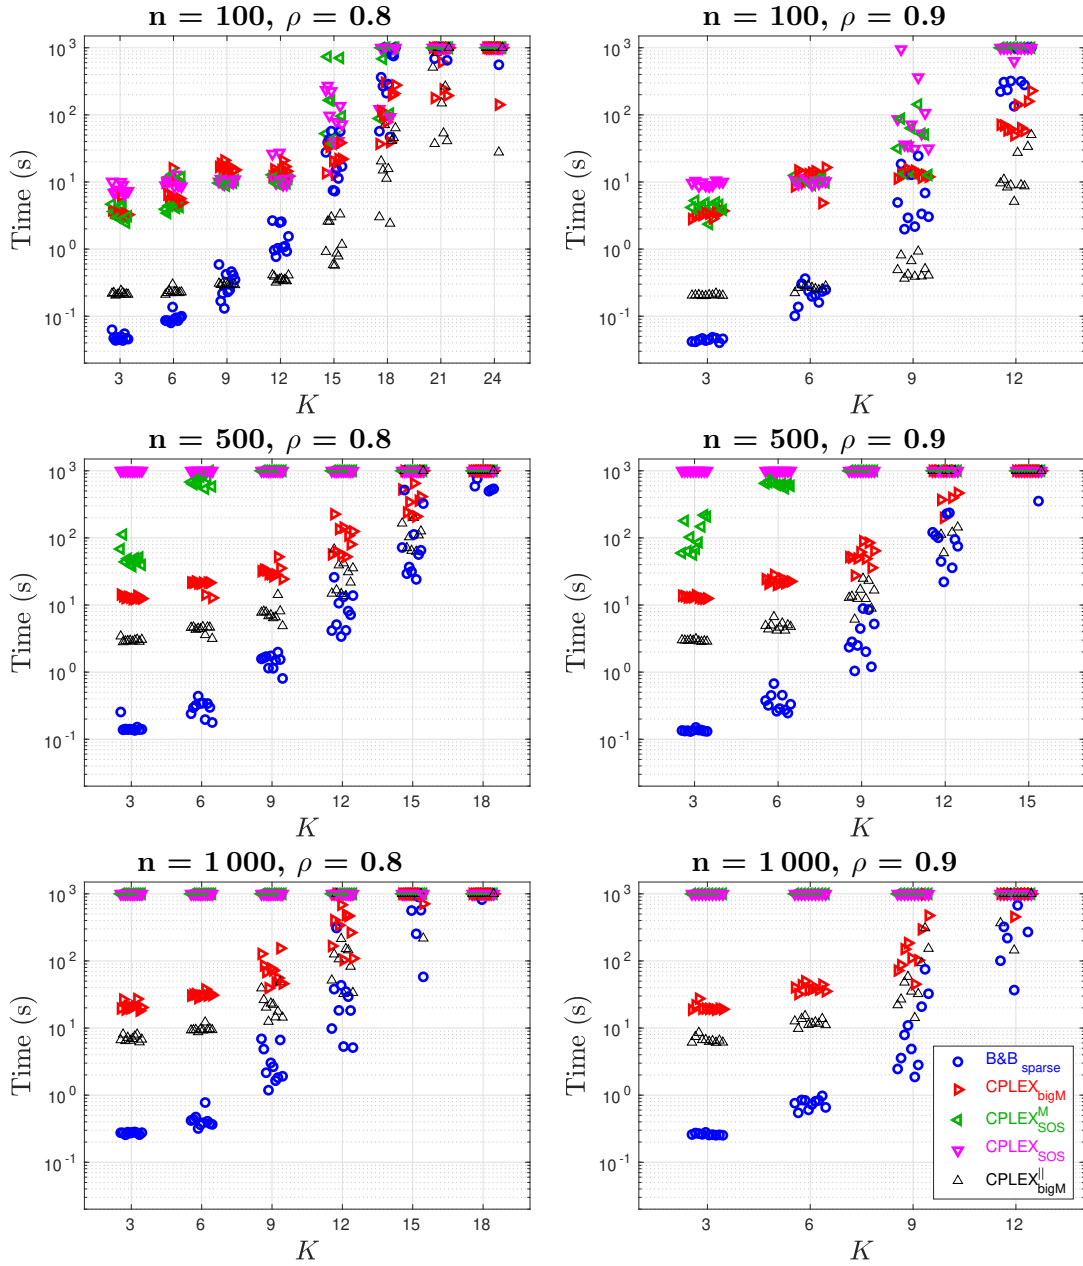 n = 100, ρ = 0.8
Time (s)
10³
10²
10¹
10⁰
10⁻¹
3 6 9 12 15 18 21 24
K
n = 100, ρ = 0.9
Time (s)
10³
10²
10¹
10⁰
10⁻¹
3 6 9 12
K
n = 500, ρ = 0.8
Time (s)
10³
10²
10¹
10⁰
10⁻¹
3 6 9 12 15 18
K
n = 500, ρ = 0.9
Time (s)
10³
10²
10¹
10⁰
10⁻¹
3 6 9 12 15
K
n = 1 000, ρ = 0.8
Time (s)
10³
10²
10¹
10⁰
10⁻¹
3 6 9 12 15 18
K
n = 1 000, ρ = 0.9
Time (s)
10³
10²
10¹
10⁰
10⁻¹
3 6 9 12
K
B&B sparse
CPLEX bigM
CPLEX M SOS
CPLEX SOS
CPLEX || bigM